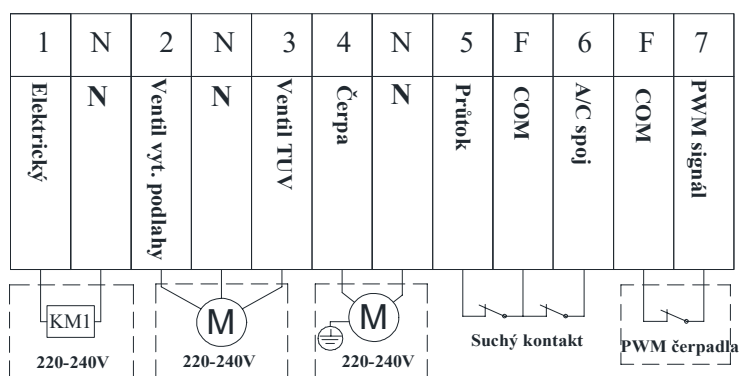 1 N 2 N 3 4 N 5 F 6 F 7
Elektrický
N
Ventil vyt. podlahy
N
Ventil TUV
Čerpa
N
Průtok
COM
A/C spoj
COM
PWM signál
KM1
M
M
Suchý kontakt
PWM čerpadla
220-240V
220-240V
220-240V